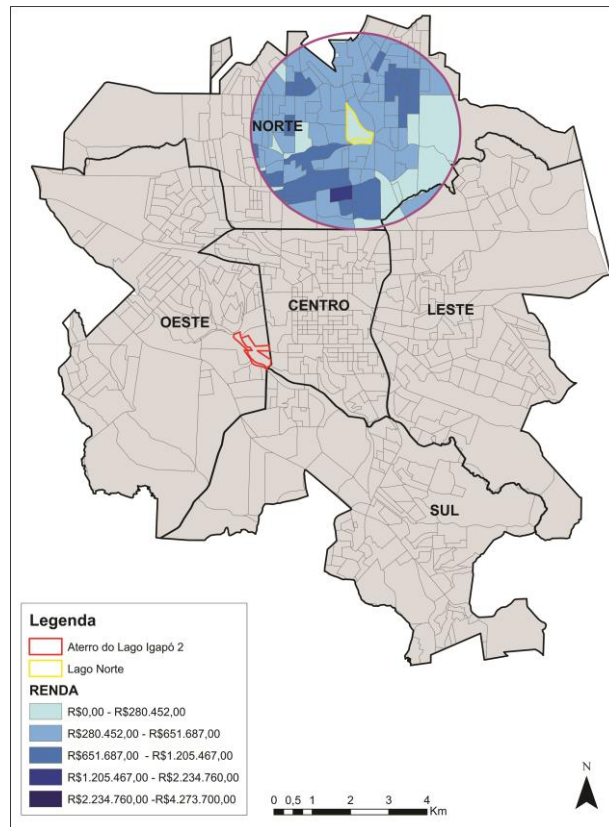 NORTE
CENTRO
LESTE
OESTE
SUL
Legenda
Aterro do Lago Igapó 2
Lago Norte
RENDA
R$0,00 - R$280.452,00
R$280.452,00 - R$651.687,00
R$651.687,00 - R$1.205.467,00
R$1.205.467,00 - R$2.234.760,00
R$2.234.760,00 -R$4.273.700,00
0 0,5 1 2 3 4
Km
N